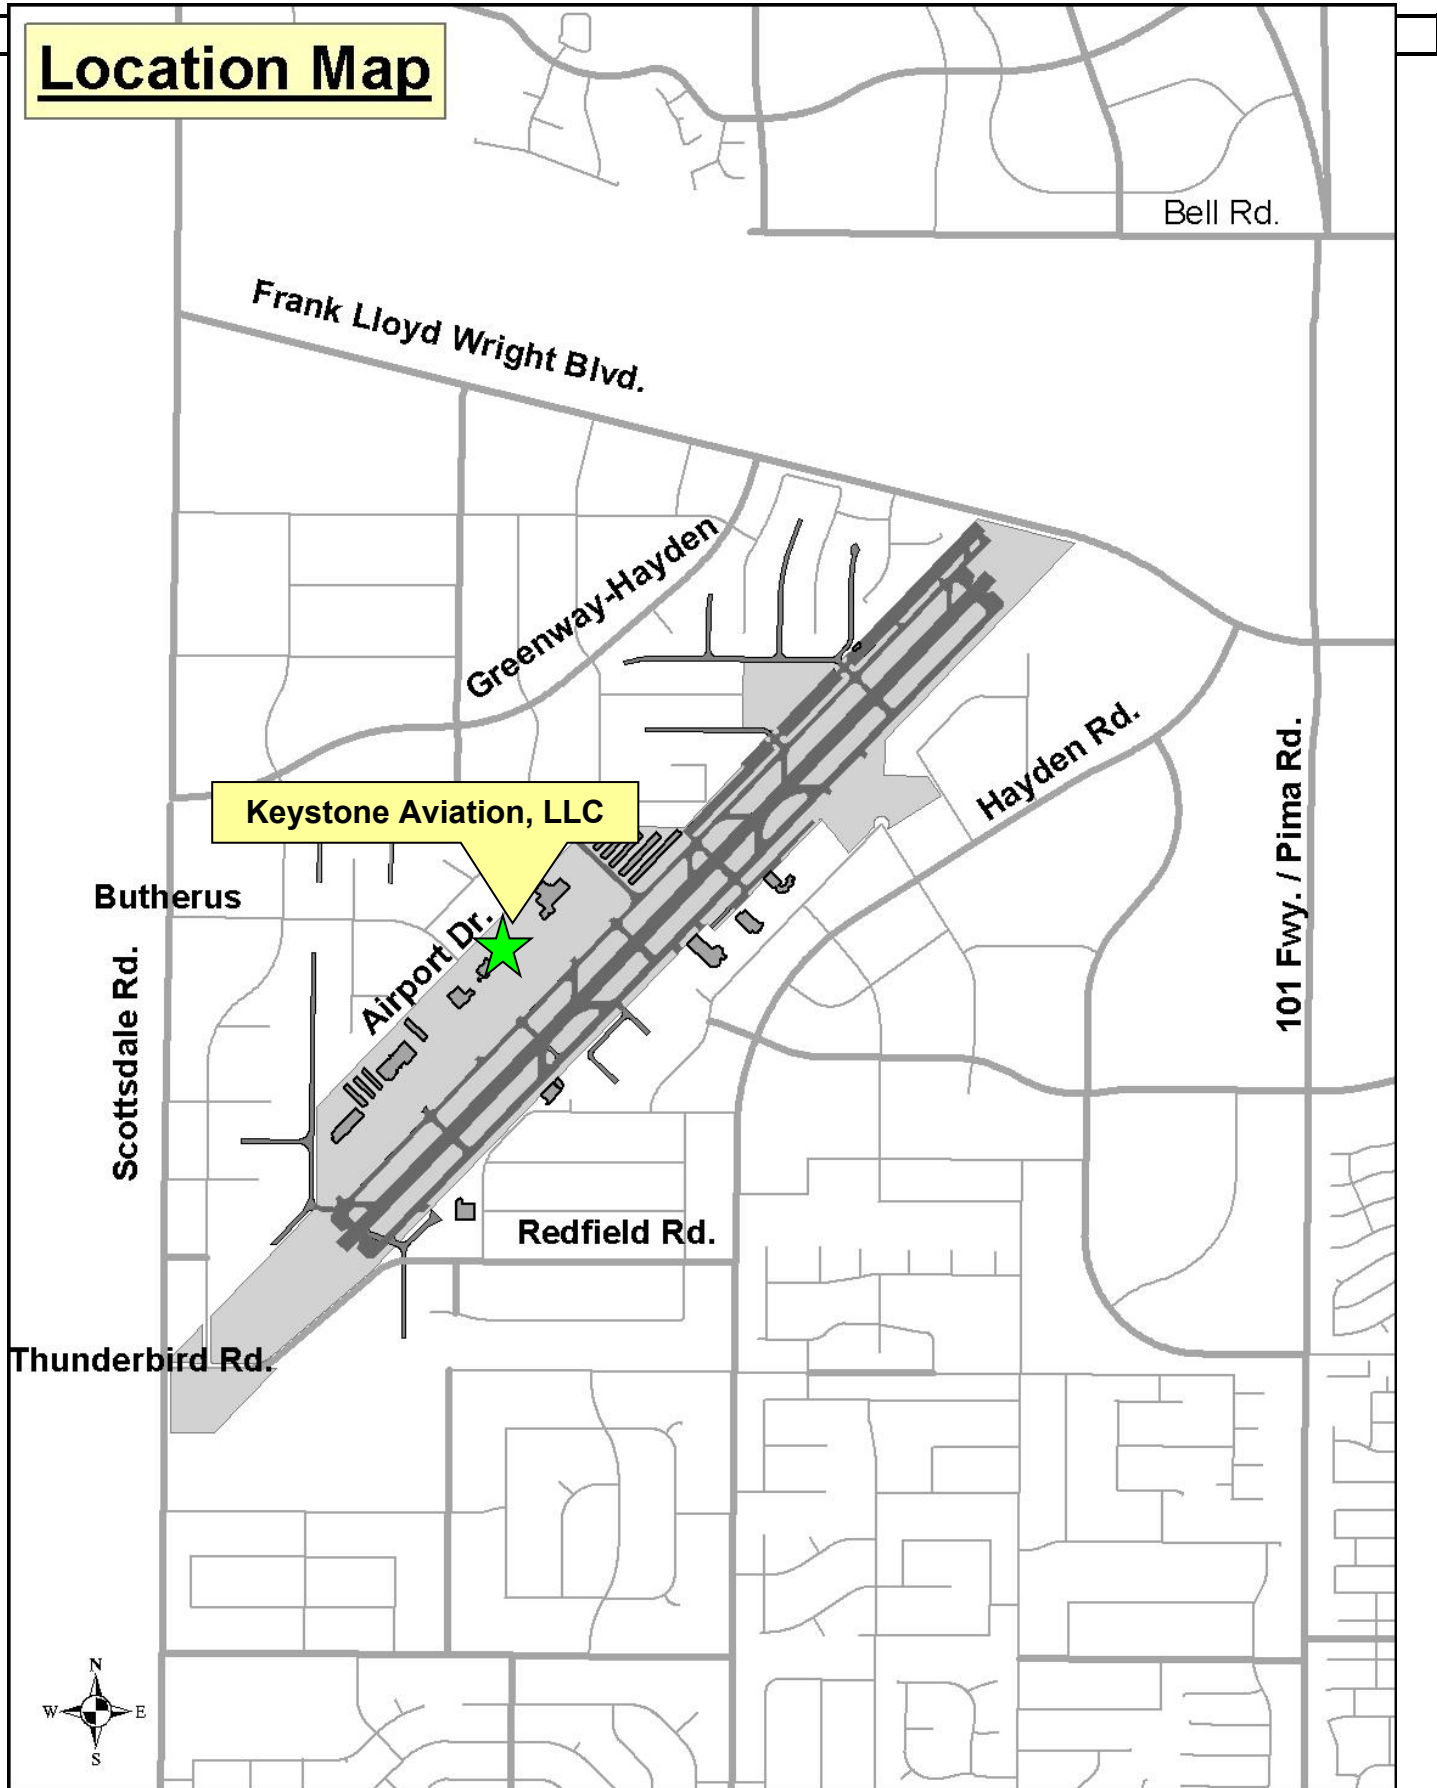 Location Map
Bell Rd.
Frank Lloyd Wright Blvd.
Greenway-Hayden
Hayden Rd.
101 Fwy. / Pima Rd.
Keystone Aviation, LLC
Butherus
Airport Dr.
Scottsdale Rd.
Redfield Rd.
Thunderbird Rd.
N
W E
S